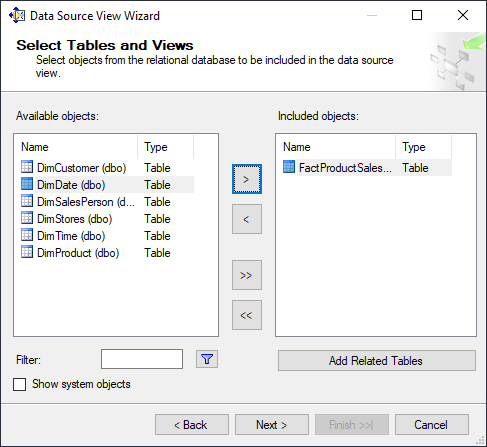 Data Source View Wizard
Select Tables and Views
Select objects from the relational database to be included in the data source
view.
Available objects:
Name Type
DimCustomer (dbo) Table
DimDate (dbo) Table
DimSalesPerson (d... Table
DimStores (dbo) Table
DimTime (dbo) Table
DimProduct (dbo) Table
>
<
>>
<<
Included objects:
Name Type
FactProductSales... Table
Filter:
Add Related Tables
Show system objects
< Back Next > Finish >>| Cancel